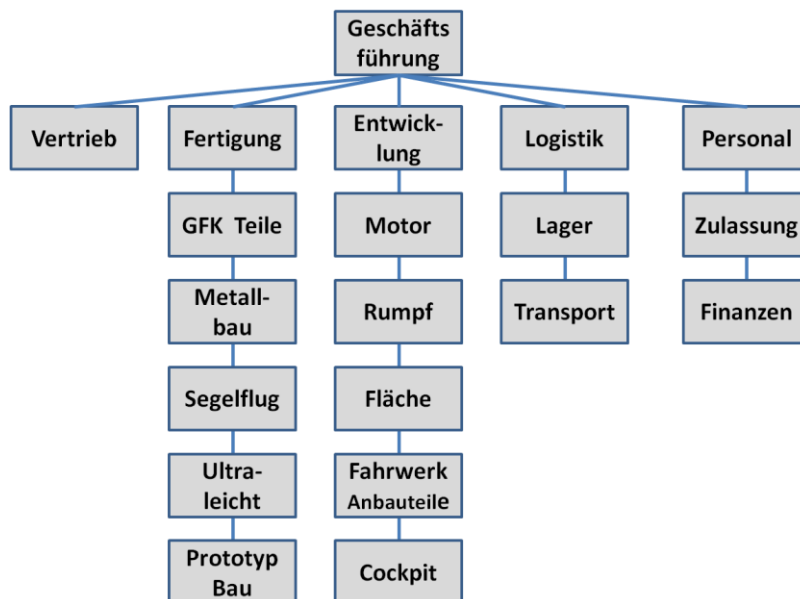 Geschäfts
führung
Vertrieb
Fertigung
Entwick-
lung
Logistik
Personal
GFK Teile
Motor
Lager
Zulassung
Metall-
bau
Rumpf
Transport
Finanzen
Segelflug
Fläche
Ultra-
leicht
Fahrwerk
Anbauteile
Prototyp
Bau
Cockpit